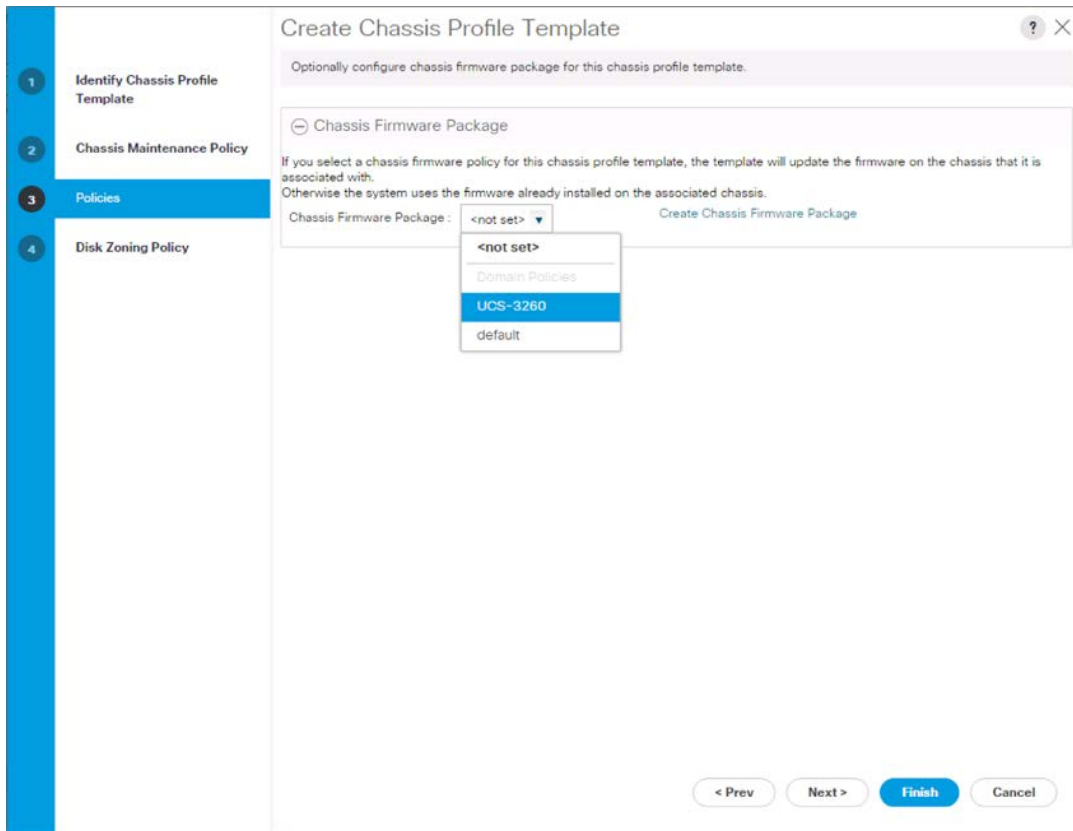 Create Chassis Profile Template
?
Optionally configure chassis firmware package for this chassis profile template.
1
Identify Chassis Profile
Template
2
Chassis Maintenance Policy
3
Policies
4
Disk Zoning Policy
Chassis Firmware Package
If you select a chassis firmware policy for this chassis profile template, the template will update the firmware on the chassis that it is
associated with.
Otherwise the system uses the firmware already installed on the associated chassis.
Chassis Firmware Package : <not set> Create Chassis Firmware Package
<not set>
Domain Policies
UCS-3260
default
< Prev Next > Finish Cancel